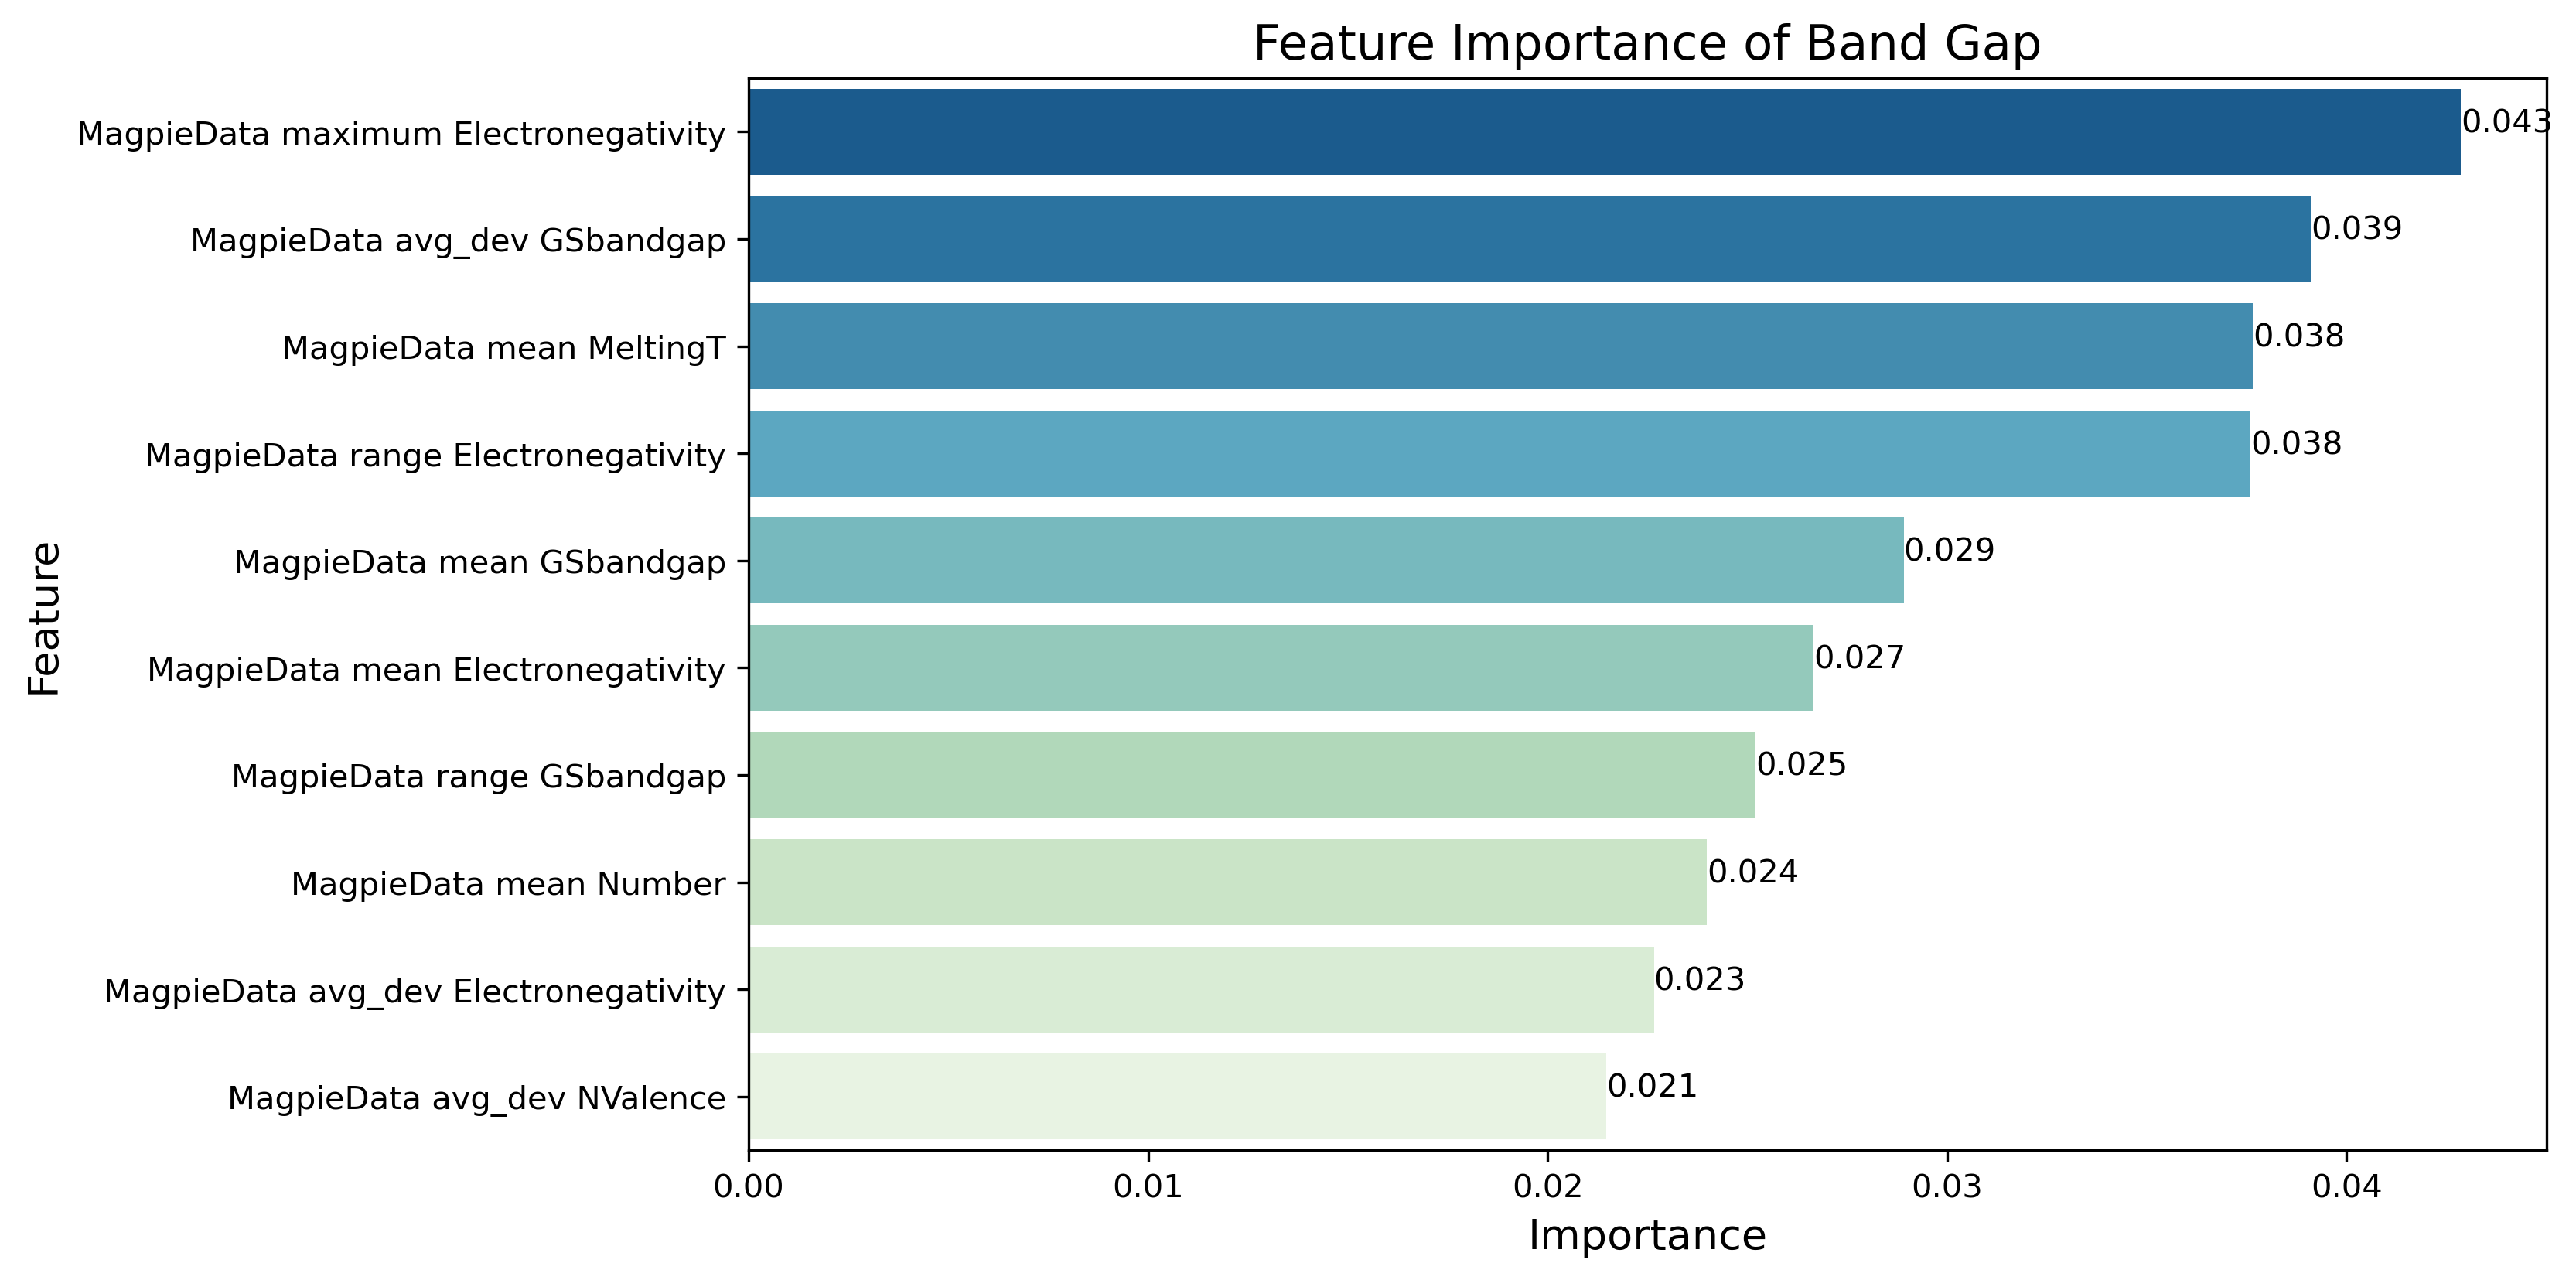 Feature Importance of Band Gap
MagpieData maximum Electronegativity
0.043
MagpieData avg_dev GSbandgap
0.039
MagpieData mean MeltingT
0.038
MagpieData range Electronegativity
0.038
MagpieData mean GSbandgap
0.029
MagpieData mean Electronegativity
0.027
MagpieData range GSbandgap
0.025
MagpieData mean Number
0.024
MagpieData avg_dev Electronegativity
0.023
MagpieData avg_dev NValence
0.021
Feature
0.00 0.01 0.02 0.03 0.04
Importance